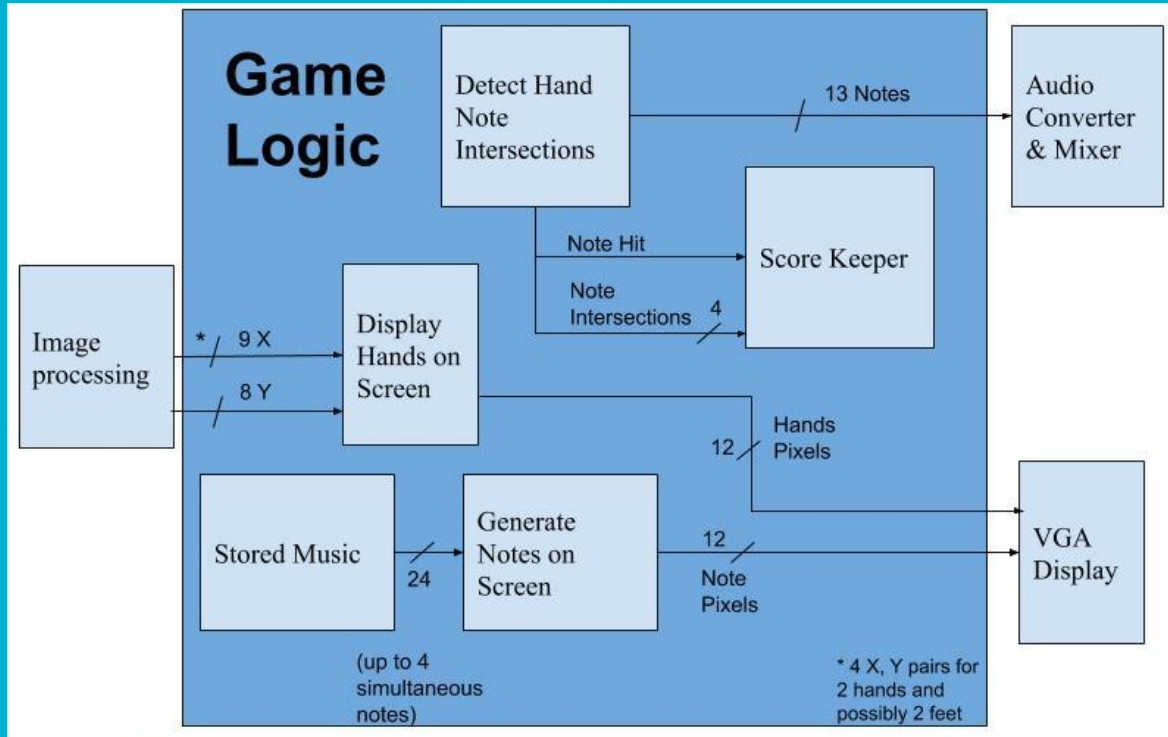 Game
Logic
Detect Hand
Note
Intersections
13 Notes
Audio
Converter
& Mixer
Note Hit
Note
Intersections
4
Score Keeper
Image
processing
*
9 X
8 Y
Display
Hands on
Screen
12
Hands
Pixels
Stored Music
24
Generate
Notes on
Screen
12
Note
Pixels
VGA
Display
(up to 4
simultaneous
notes)
* 4 X, Y pairs for
2 hands and
possibly 2 feet